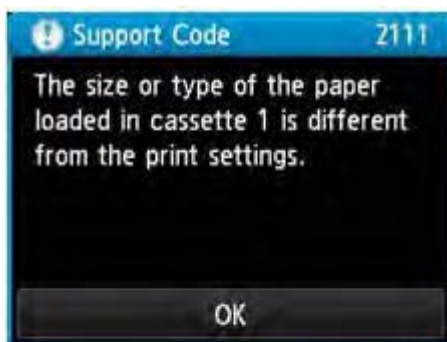 Support Code 2111
The size or type of the paper
loaded in cassette 1 is different
from the print settings.
OK